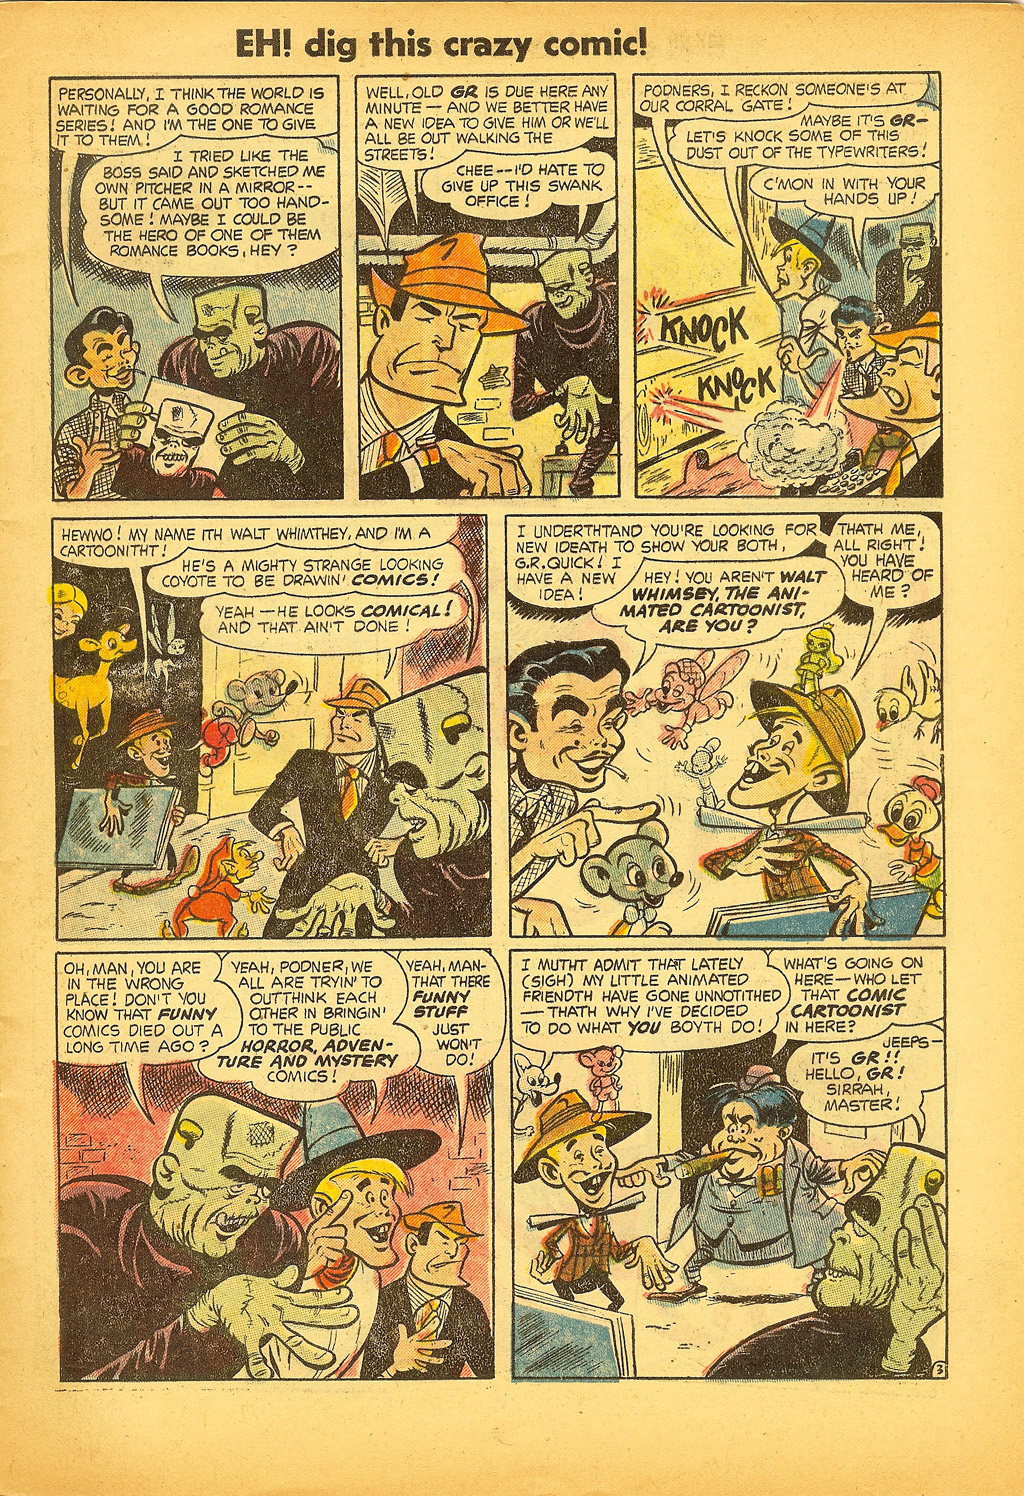 EH! dig this crazy comic!
PERSONALLY, I THINK THE WORLD IS
WAITING FOR A GOOD ROMANCE
SERIES! AND I'M THE ONE TO GIVE
IT TO THEM!
I TRIED LIKE THE
BOSS SAID AND SKETCHED ME
OWN PITCHER IN A MIRROR--
BUT IT CAME OUT TOO HAND-
SOME! MAYBE I COULD BE
THE HERO OF ONE OF THEM
ROMANCE BOOKS, HEY?
WELL, OLD GR IS DUE HERE ANY
MINUTE — AND WE BETTER HAVE
A NEW IDEA TO GIVE HIM OR WE'LL
ALL BE OUT WALKING THE
STREETS!
CHEE--I'D HATE TO
GIVE UP THIS SWANK
OFFICE!
PODNERS, I RECKON SOMEONE'S AT
OUR CORRAL GATE!
MAYBE IT'S GR—
LET'S KNOCK SOME OF THIS
DUST OUT OF THE TYPEWRITERS!
C'MON IN WITH YOUR
HANDS UP!
KNOCK
KNOCK
HEWWO! MY NAME ITH WALT WHIMTHEY, AND I'M A
CARTOONITHT!
HE'S A MIGHTY STRANGE LOOKING
COYOTE TO BE DRAWIN' COMICS!
YEAH — HE LOOKS COMICAL!
AND THAT AIN'T DONE!
I UNDERTHTAND YOU'RE LOOKING FOR
NEW IDEATH TO SHOW YOUR BOTH,
G.R. QUICK! I
HAVE A NEW
IDEA!
HEY! YOU AREN'T WALT
WHIMSEY, THE ANI-
MATED CARTOONIST,
ARE YOU?
THATH ME,
ALL RIGHT!
YOU HAVE
HEARD OF
ME?
OH, MAN, YOU ARE
IN THE WRONG
PLACE! DON'T YOU
KNOW THAT FUNNY
COMICS DIED OUT A
LONG TIME AGO?
YEAH, PODNER, WE
ALL ARE TRYIN' TO
OUTTHINK EACH
OTHER IN BRINGIN'
TO THE PUBLIC
HORROR, ADVEN-
TURE AND MYSTERY
COMICS!
YEAH, MAN-
THAT THERE
FUNNY
STUFF
JUST
WON'T
DO!
I MUTHT ADMIT THAT LATELY
(SIGH) MY LITTLE ANIMATED
FRIENDTH HAVE GONE UNNOTITHED
— THATH WHY I'VE DECIDED
TO DO WHAT YOU BOYTH DO!
WHAT'S GOING ON
HERE—WHO LET
THAT COMIC
CARTOONIST
IN HERE?
JEEPS—
IT'S GR!!
HELLO, GR!
SIRRAH,
MASTER!
3